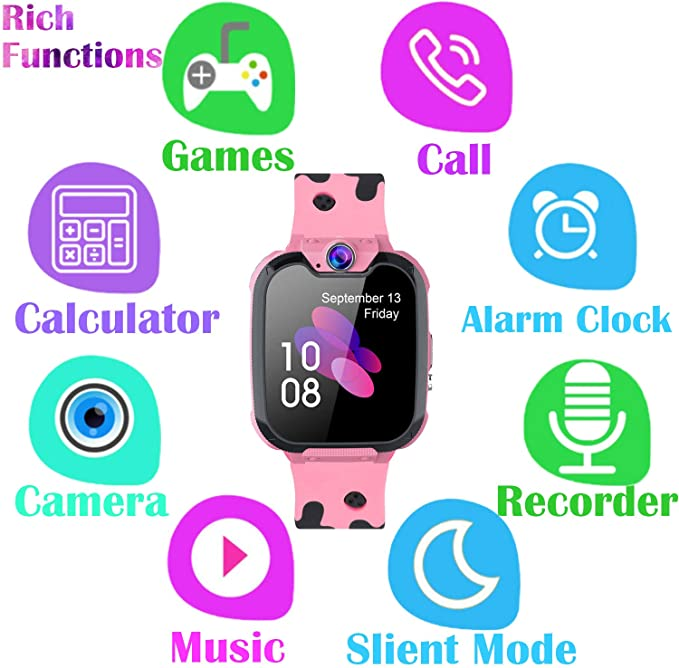 Rich
Functions
Games
Call
Calculator
Alarm Clock
September 13
Friday
10
08
Camera
Recorder
Music
Slient Mode